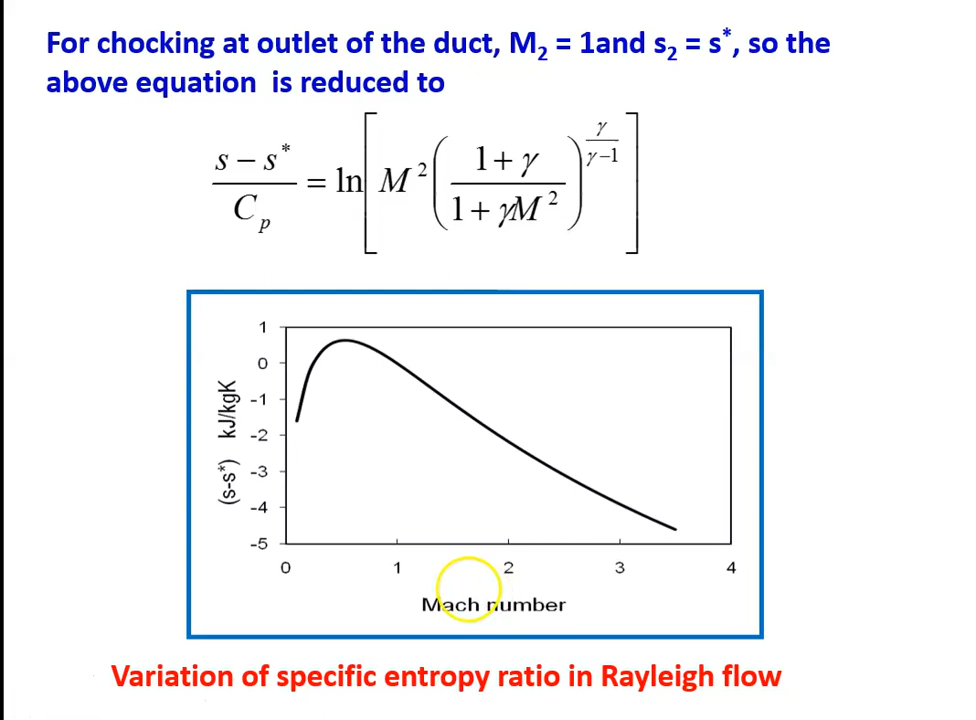 For chocking at outlet of the duct, M₂ = 1and s₂ = s*, so the
above equation is reduced to
(s − s*) / C_p = ln[ M² ( (1 + γ) / (1 + γM²) )^(γ / (γ −1)) ]
(s-s*) kJ/kgK
1
0
-1
-2
-3
-4
-5
0 1 2 3 4
Mach number
Variation of specific entropy ratio in Rayleigh flow